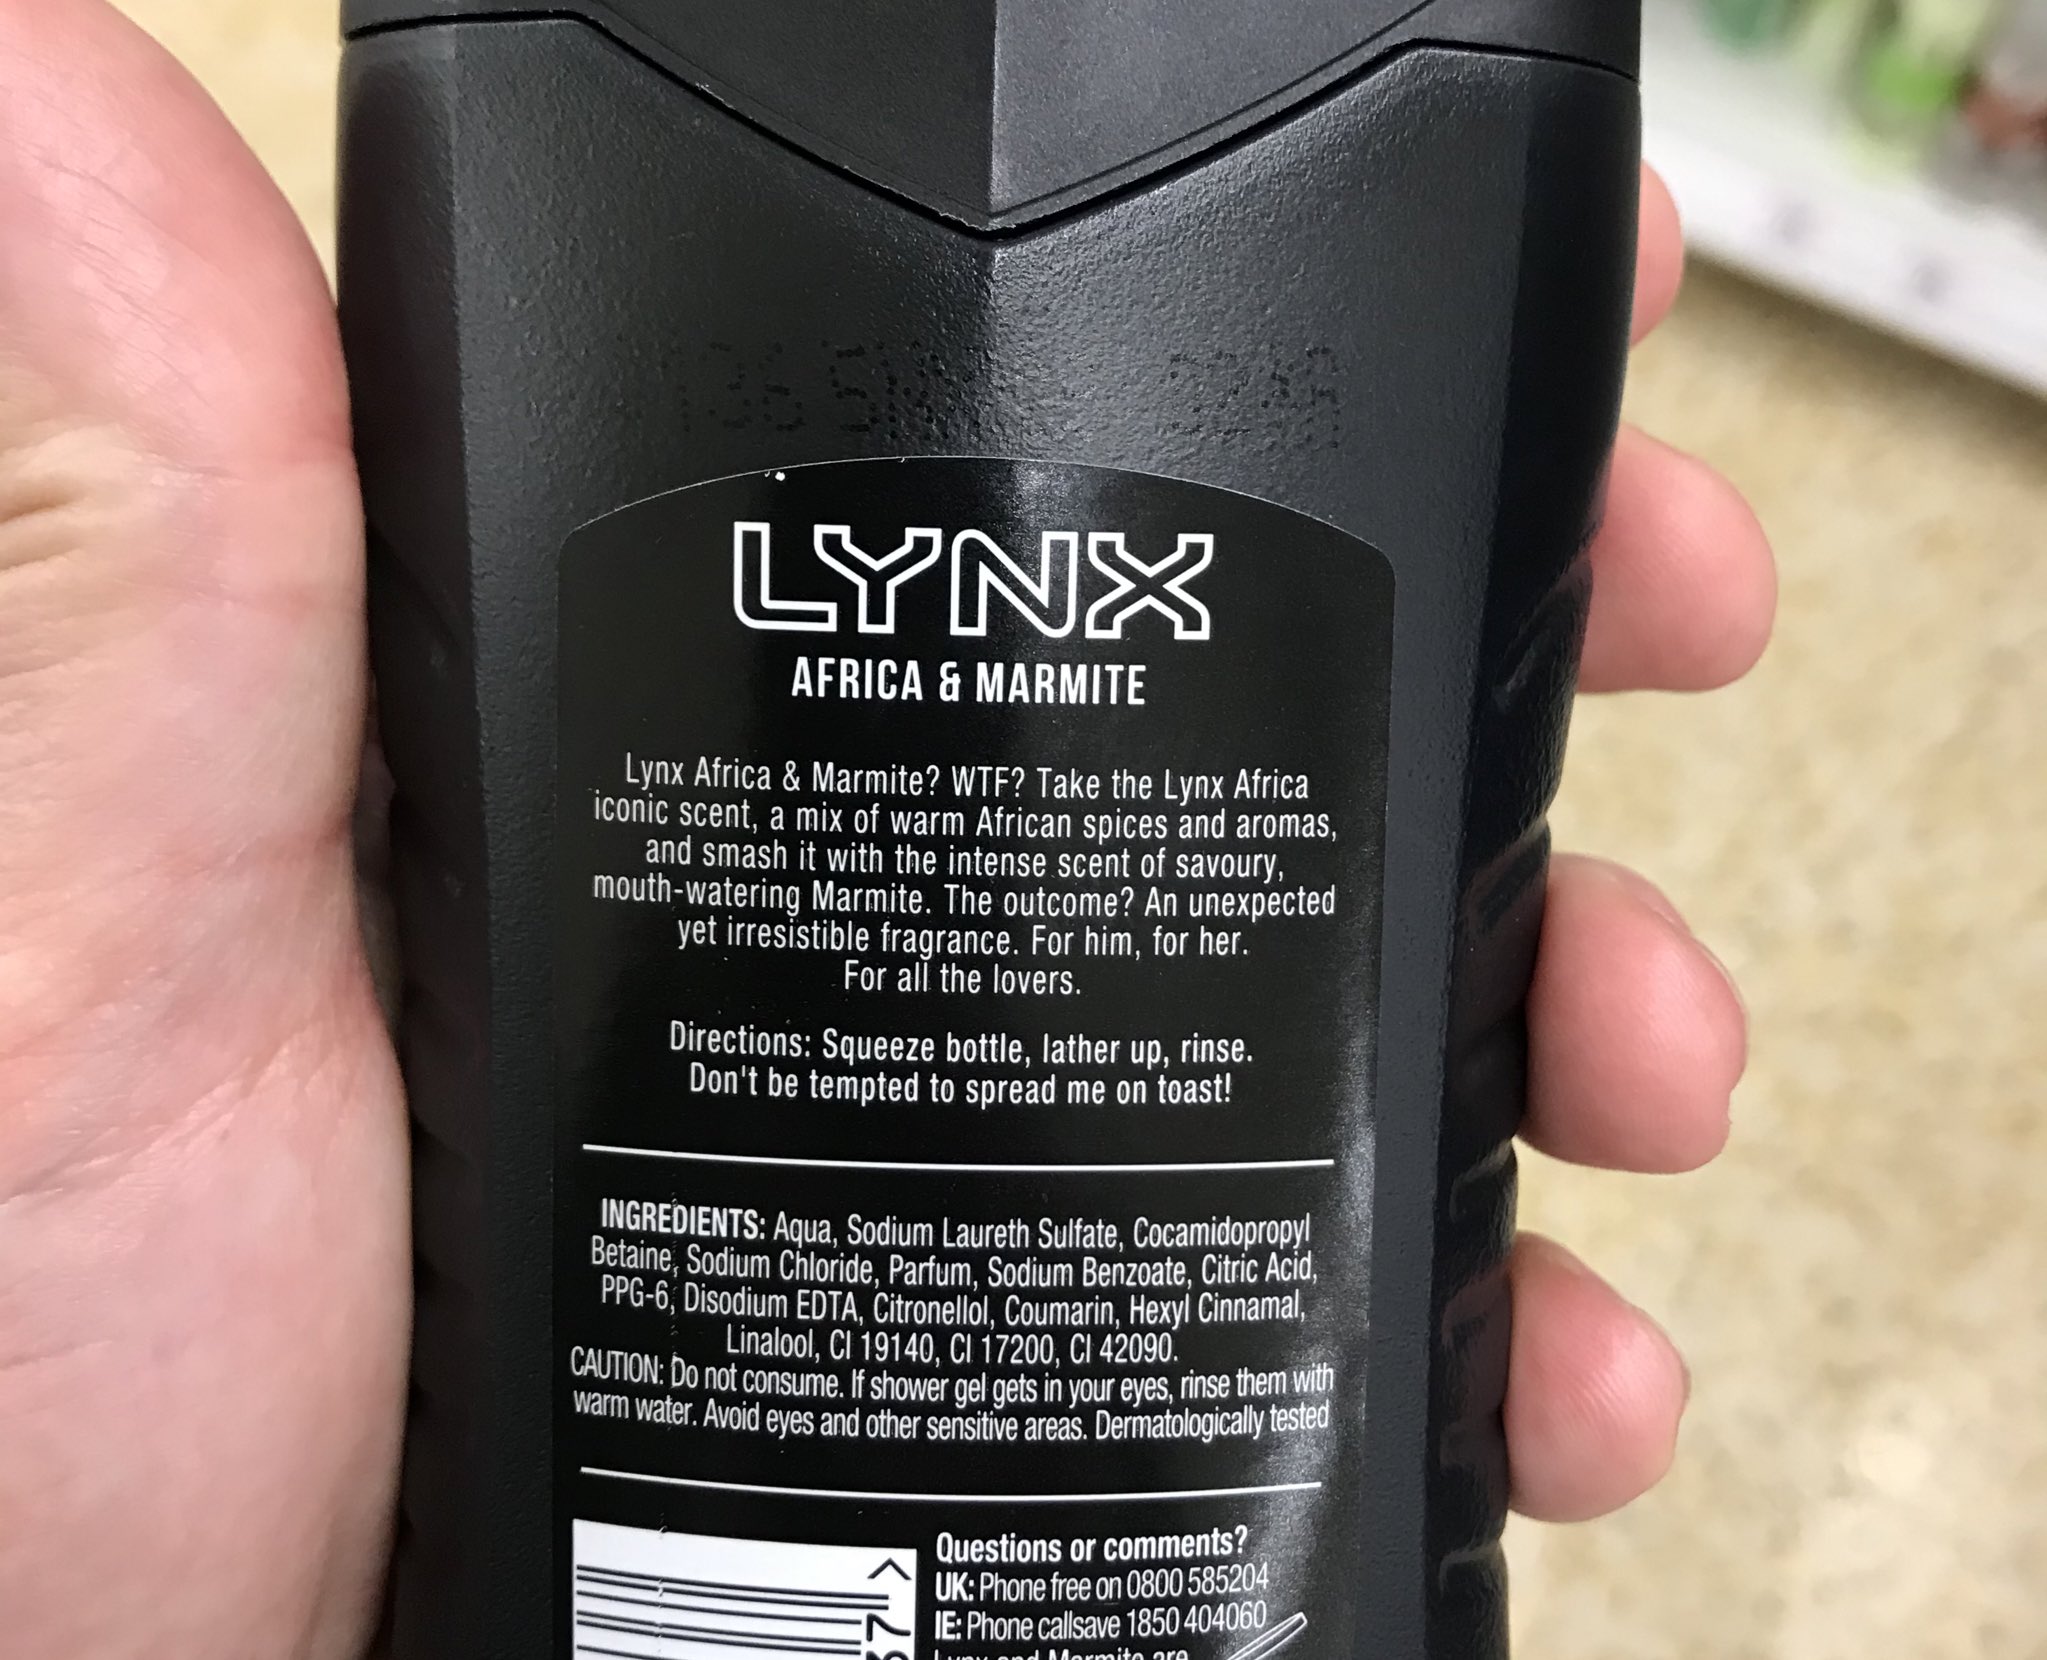 LYNX
AFRICA & MARMITE
Lynx Africa & Marmite? WTF? Take the Lynx Africa
iconic scent, a mix of warm African spices and aromas,
and smash it with the intense scent of savoury,
mouth-watering Marmite. The outcome? An unexpected
yet irresistible fragrance. For him, for her.
For all the lovers.
Directions: Squeeze bottle, lather up, rinse.
Don't be tempted to spread me on toast!
INGREDIENTS: Aqua, Sodium Laureth Sulfate, Cocamidopropyl
Betaine, Sodium Chloride, Parfum, Sodium Benzoate, Citric Acid,
PPG-6, Disodium EDTA, Citronellol, Coumarin, Hexyl Cinnamal,
Linalool, CI 19140, CI 17200, CI 42090.
CAUTION: Do not consume. If shower gel gets in your eyes, rinse them with
warm water. Avoid eyes and other sensitive areas. Dermatologically tested
Questions or comments?
UK: Phone free on 0800 585204
IE: Phone callsave 1850 404060
Lynx and Marmite are